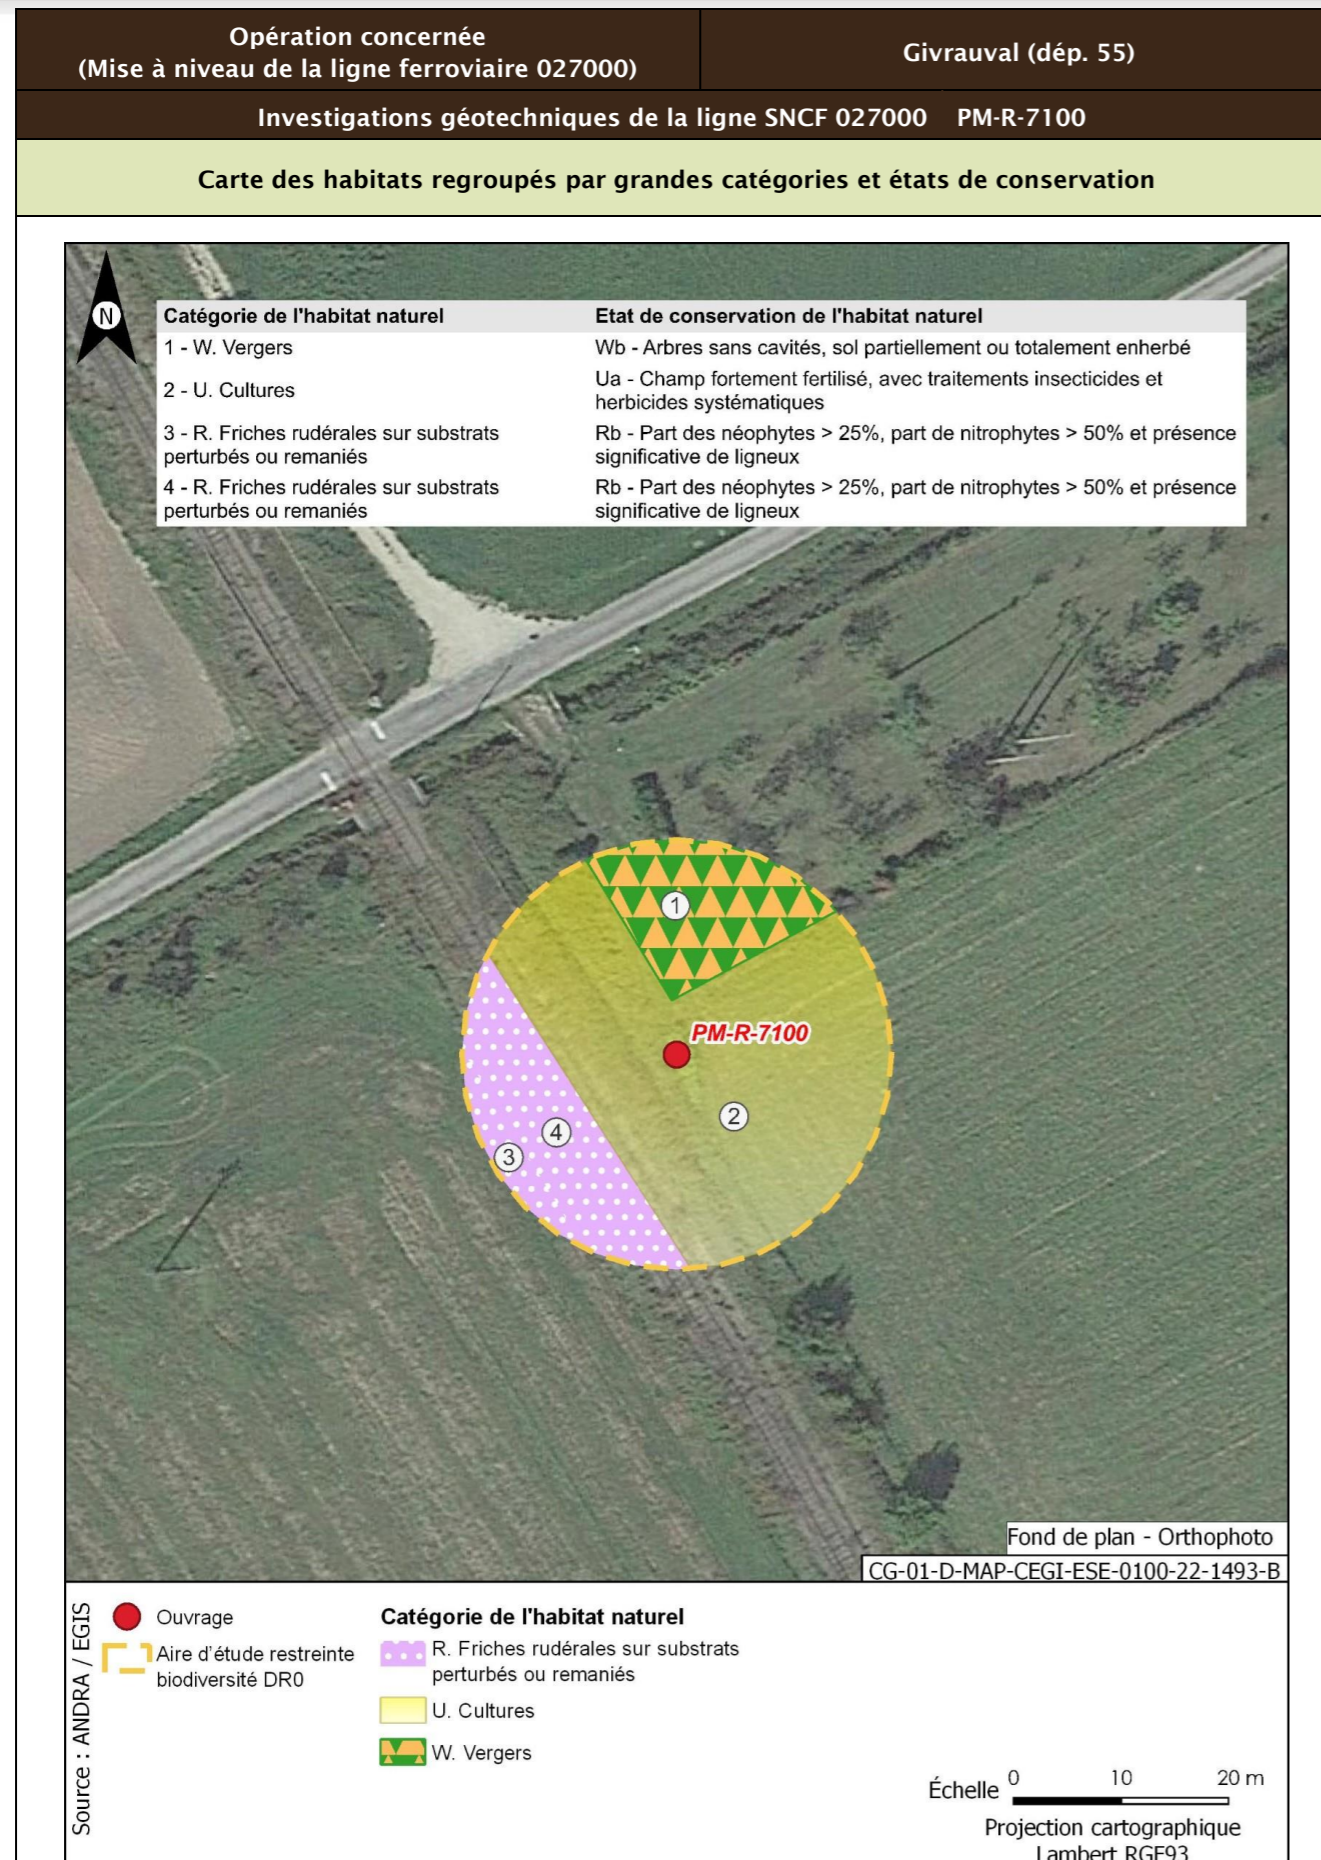 Opération concernée
(Mise à niveau de la ligne ferroviaire 027000)
Givrauval (dép. 55)
Investigations géotechniques de la ligne SNCF 027000 PM-R-7100
Carte des habitats regroupés par grandes catégories et états de conservation
N
Catégorie de l'habitat naturel
Etat de conservation de l'habitat naturel
1 - W. Vergers
Wb - Arbres sans cavités, sol partiellement ou totalement enherbé
2 - U. Cultures
Ua - Champ fortement fertilisé, avec traitements insecticides et
herbicides systématiques
3 - R. Friches rudérales sur substrats
perturbés ou remaniés
Rb - Part des néophytes > 25%, part de nitrophytes > 50% et présence
significative de ligneux
4 - R. Friches rudérales sur substrats
perturbés ou remaniés
Rb - Part des néophytes > 25%, part de nitrophytes > 50% et présence
significative de ligneux
1
PM-R-7100
2
4
3
Fond de plan - Orthophoto
CG-01-D-MAP-CEGI-ESE-0100-22-1493-B
Source : ANDRA / EGIS
Ouvrage
Aire d'étude restreinte
biodiversité DR0
Catégorie de l'habitat naturel
R. Friches rudérales sur substrats
perturbés ou remaniés
U. Cultures
W. Vergers
Échelle 0 10 20 m
Projection cartographique
Lambert RGF93